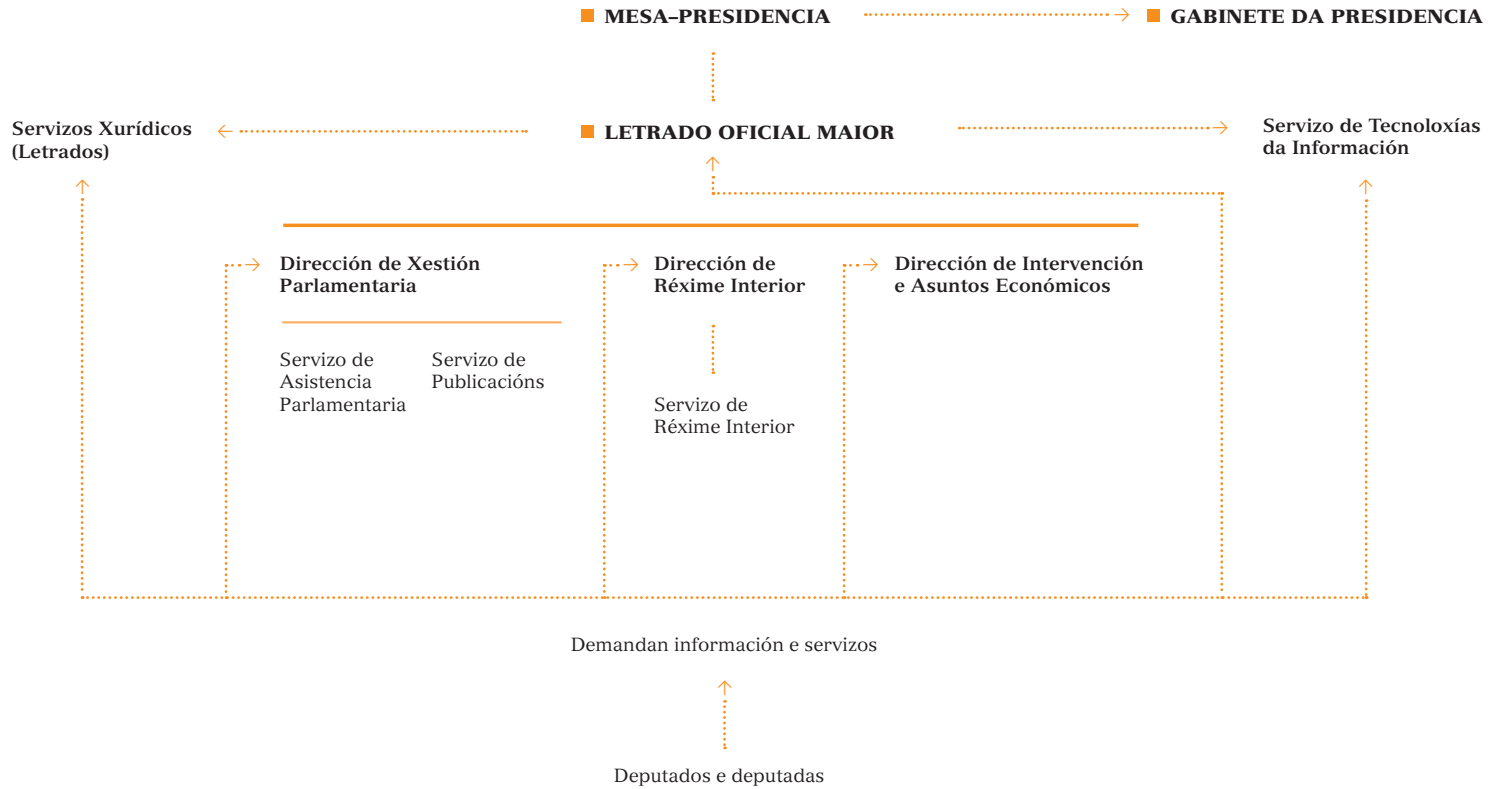 MESA–PRESIDENCIA
GABINETE DA PRESIDENCIA
Servizos Xurídicos
(Letrados)
LETRADO OFICIAL MAIOR
Servizo de Tecnoloxías
da Información
Dirección de Xestión
Parlamentaria
Dirección de
Réxime Interior
Dirección de Intervención
e Asuntos Económicos
Servizo de
Asistencia
Parlamentaria
Servizo de
Publicacións
Servizo de
Réxime Interior
Demandan información e servizos
Deputados e deputadas